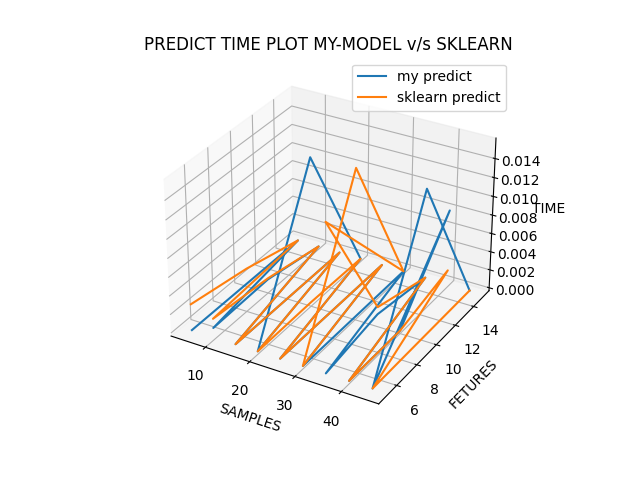 PREDICT TIME PLOT MY-MODEL v/s SKLEARN
my predict
sklearn predict
0.014
0.012
0.010
TIME
0.008
0.006
0.004
0.002
0.000
14
12
10
8
6
FETURES
10
20
30
40
SAMPLES